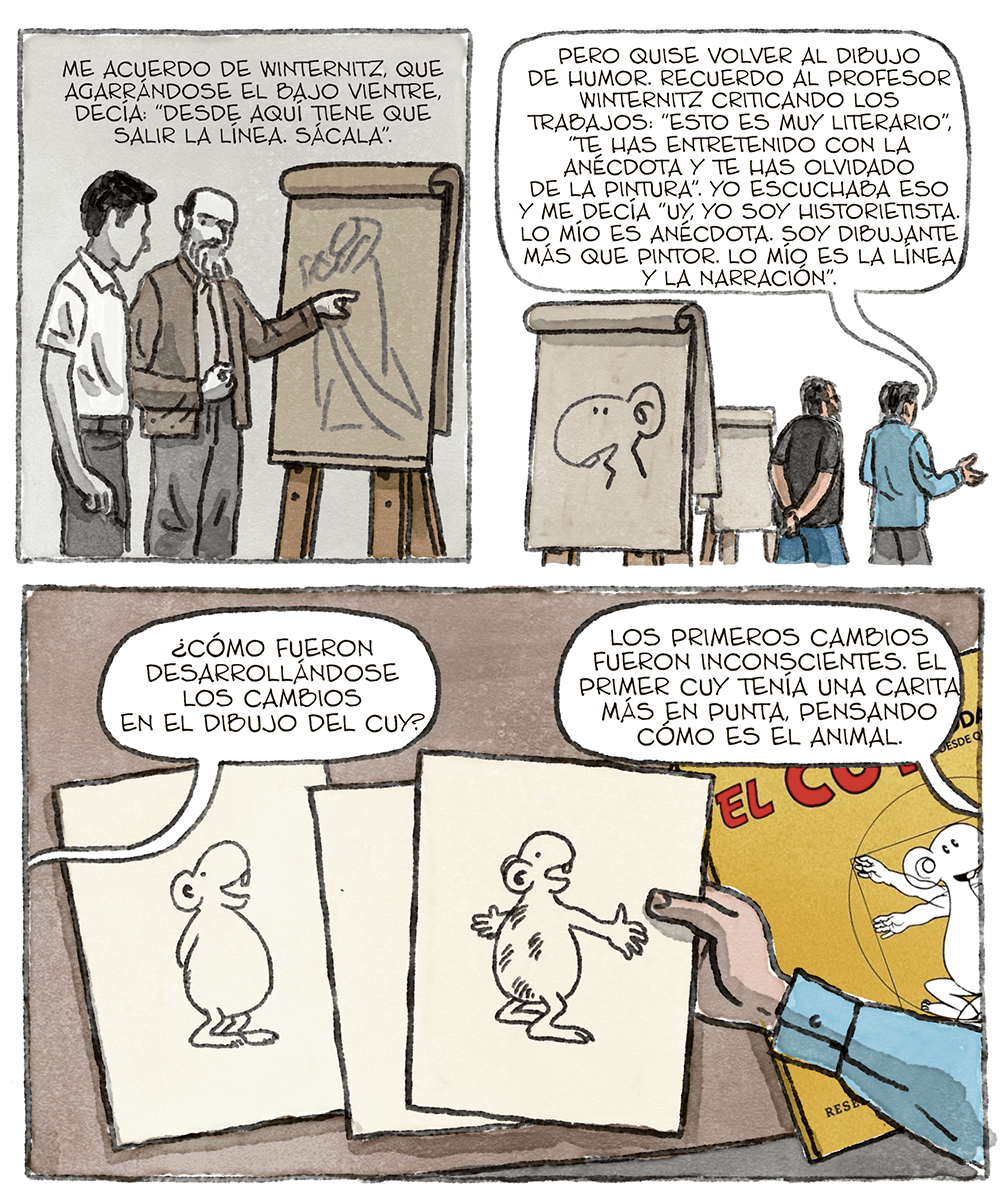 ME ACUERDO DE WINTERNITZ, QUE
AGARRÁNDOSE EL BAJO VIENTRE,
DECÍA: "DESDE AQUÍ TIENE QUE
SALIR LA LÍNEA. SÁCALA".
PERO QUISE VOLVER AL DIBUJO
DE HUMOR. RECUERDO AL PROFESOR
WINTERNITZ CRITICANDO LOS
TRABAJOS: "ESTO ES MUY LITERARIO",
"TE HAS ENTRETENIDO CON LA
ANÉCDOTA Y TE HAS OLVIDADO
DE LA PINTURA". YO ESCUCHABA ESO
Y ME DECÍA "UY, YO SOY HISTORIETISTA.
LO MÍO ES ANÉCDOTA. SOY DIBUJANTE
MÁS QUE PINTOR. LO MÍO ES LA LÍNEA
Y LA NARRACIÓN".
¿CÓMO FUERON
DESARROLLÁNDOSE
LOS CAMBIOS
EN EL DIBUJO DEL CUY?
LOS PRIMEROS CAMBIOS
FUERON INCONSCIENTES. EL
PRIMER CUY TENÍA UNA CARITA
MÁS EN PUNTA, PENSANDO
CÓMO ES EL ANIMAL.
EL